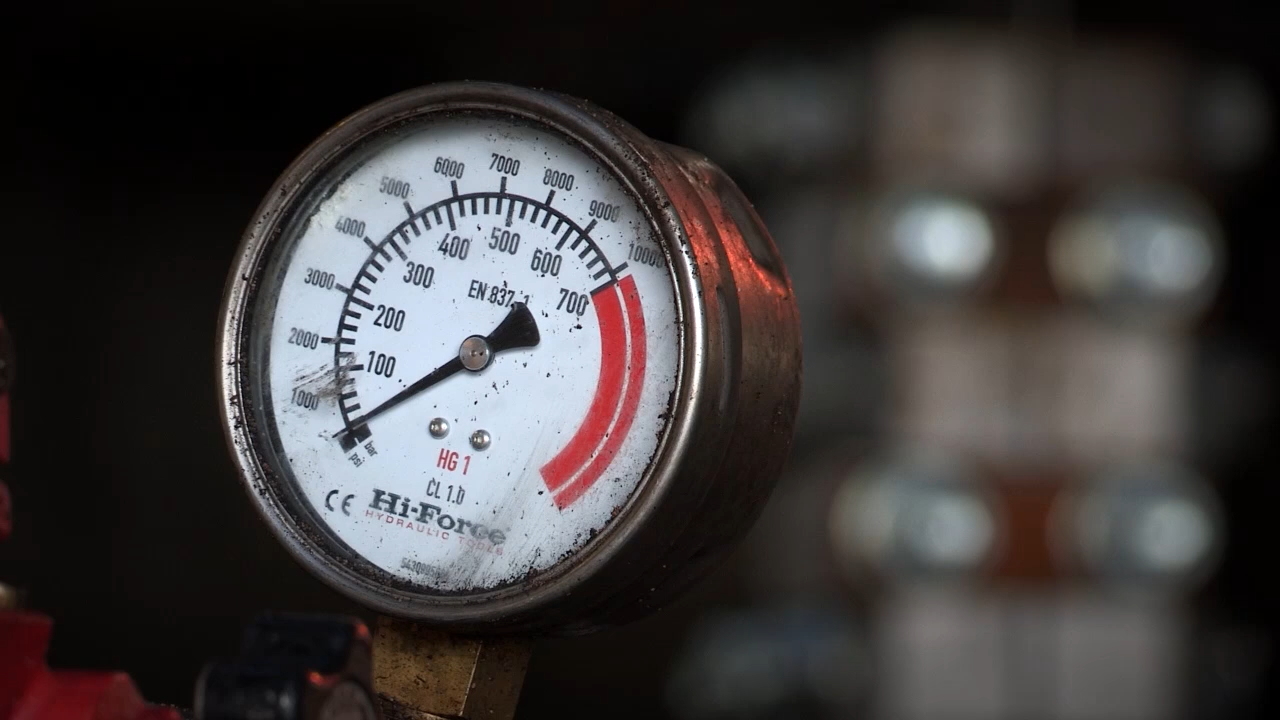 1000
2000
3000
4000
5000
6000
7000
8000
9000
10000
100
200
300
400
500
600
700
EN 837-1
bar
psi
HG 1
CL 1.0
CE
Hi-Force
HYDRAULIC TOOLS